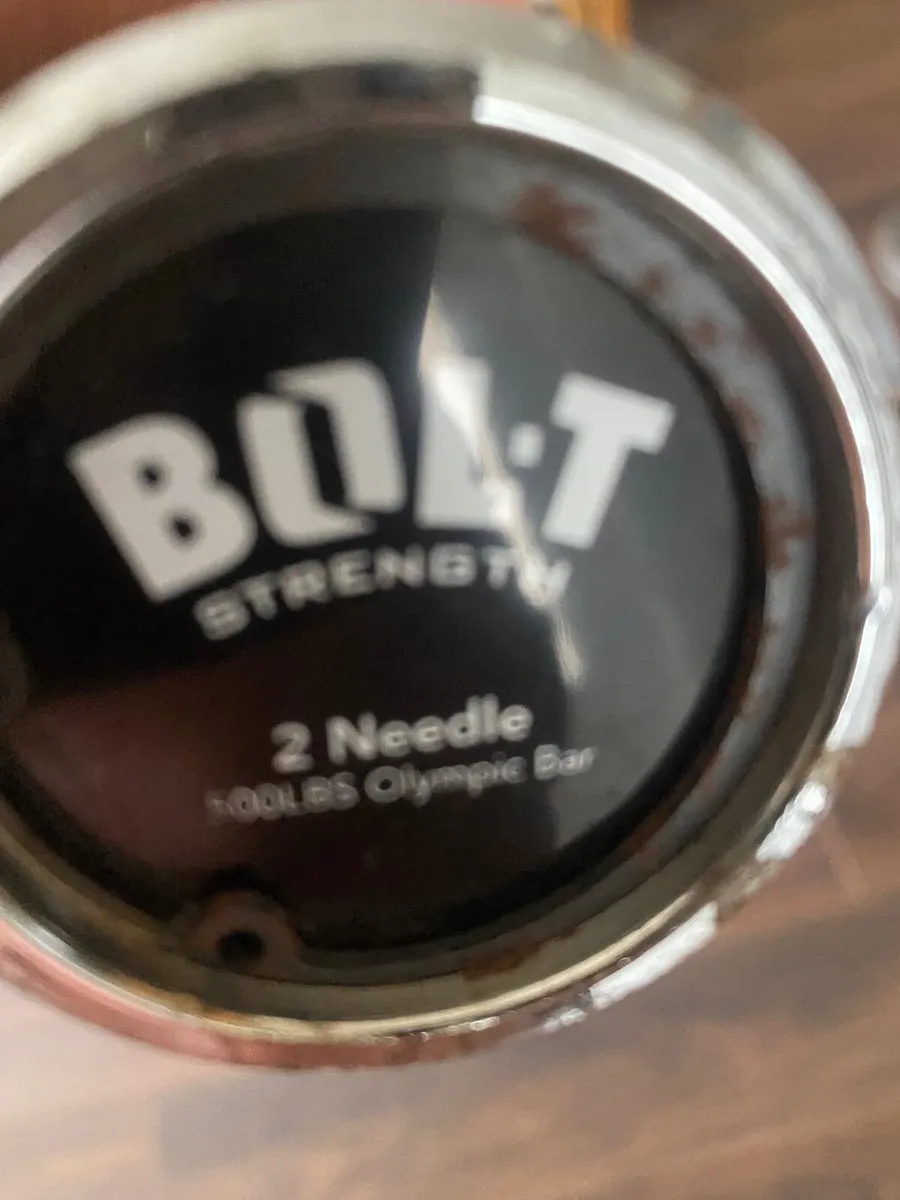 BOLT
STRENGTH
2 Needle
Olympic Bar